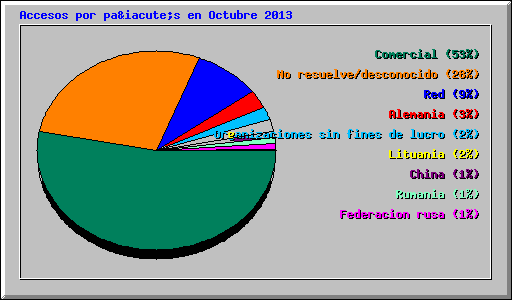 Accesos por pa&iacute;s en Octubre 2013
Comercial (53%)
No resuelve/desconocido (28%)
Red (9%)
Alemania (3%)
Organizaciones sin fines de lucro (2%)
Lituania (2%)
China (1%)
Rumania (1%)
Federacion rusa (1%)